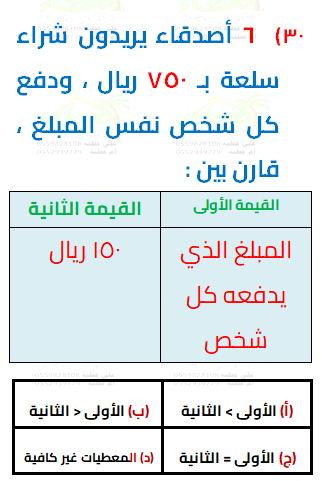 ٣٠) ٦ أصدقاء يريدون شراء
سلعة بـ ٧٥٠ ريال ، ودفع
كل شخص نفس المبلغ ،
قارن بين :
القيمة الأولى
القيمة الثانية
المبلغ الذي
يدفعه كل
شخص
١٥٠ ريال
(أ) الأولى > الثانية
(ب) الأولى < الثانية
(ج) الأولى = الثانية
(د) المعطيات غير كافية